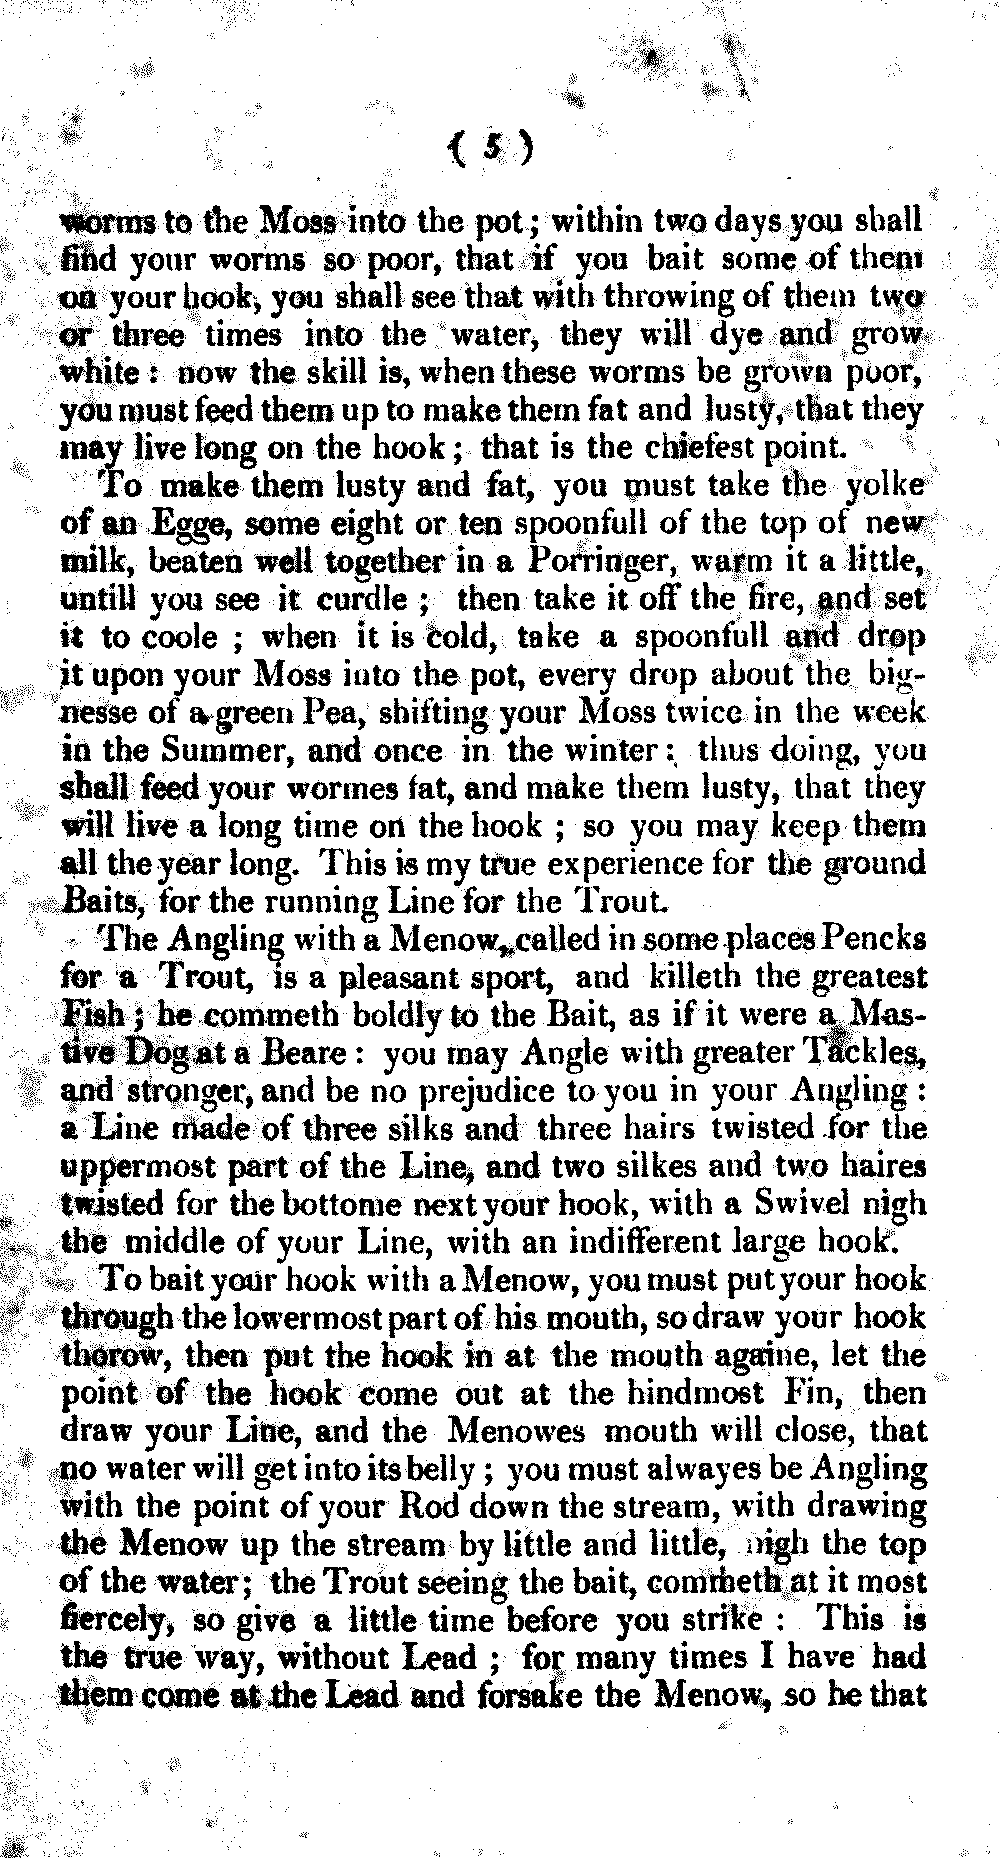 ( 5 )
worms to the Moss into the pot; within two days you shall
find your worms so poor, that if you bait some of them
on your hook, you shall see that with throwing of them two
or three times into the water, they will dye and grow
white: now the skill is, when these worms be grown poor,
you must feed them up to make them fat and lusty, that they
may live long on the hook; that is the chiefest point.
To make them lusty and fat, you must take the yolke
of an Egge, some eight or ten spoonfull of the top of new
milk, beaten well together in a Porringer, warm it a little,
untill you see it curdle; then take it off the fire, and set
it to coole; when it is cold, take a spoonfull and drop
it upon your Moss into the pot, every drop about the big-
nesse of a green Pea, shifting your Moss twice in the week
in the Summer, and once in the winter: thus doing, you
shall feed your wormes fat, and make them lusty, that they
will live a long time on the hook; so you may keep them
all the year long. This is my true experience for the ground
Baits, for the running Line for the Trout.
The Angling with a Menow, called in some places Pencks
for a Trout, is a pleasant sport, and killeth the greatest
Fish; he commeth boldly to the Bait, as if it were a Mas-
tive Dog at a Beare: you may Angle with greater Tackles,
and stronger, and be no prejudice to you in your Angling:
a Line made of three silks and three hairs twisted for the
uppermost part of the Line, and two silkes and two haires
twisted for the bottome next your hook, with a Swivel nigh
the middle of your Line, with an indifferent large hook.
To bait your hook with a Menow, you must put your hook
through the lowermost part of his mouth, so draw your hook
thorow, then put the hook in at the mouth againe, let the
point of the hook come out at the hindmost Fin, then
draw your Line, and the Menowes mouth will close, that
no water will get into its belly; you must alwayes be Angling
with the point of your Rod down the stream, with drawing
the Menow up the stream by little and little, nigh the top
of the water; the Trout seeing the bait, commeth at it most
fiercely, so give a little time before you strike: This is
the true way, without Lead; for many times I have had
them come at the Lead and forsake the Menow, so he that